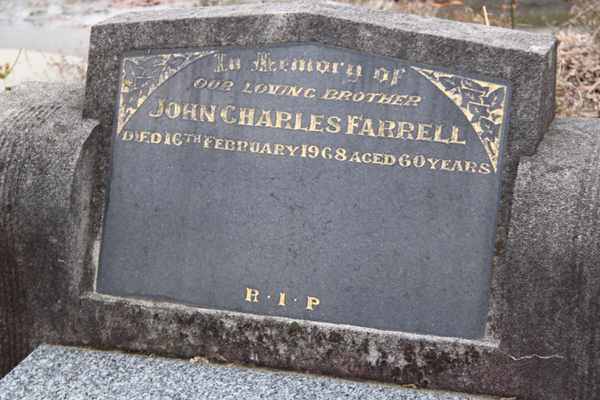 In Memory of
OUR LOVING BROTHER
JOHN CHARLES FARRELL
DIED 16TH FEBRUARY 1968 AGED 60 YEARS
R · I · P